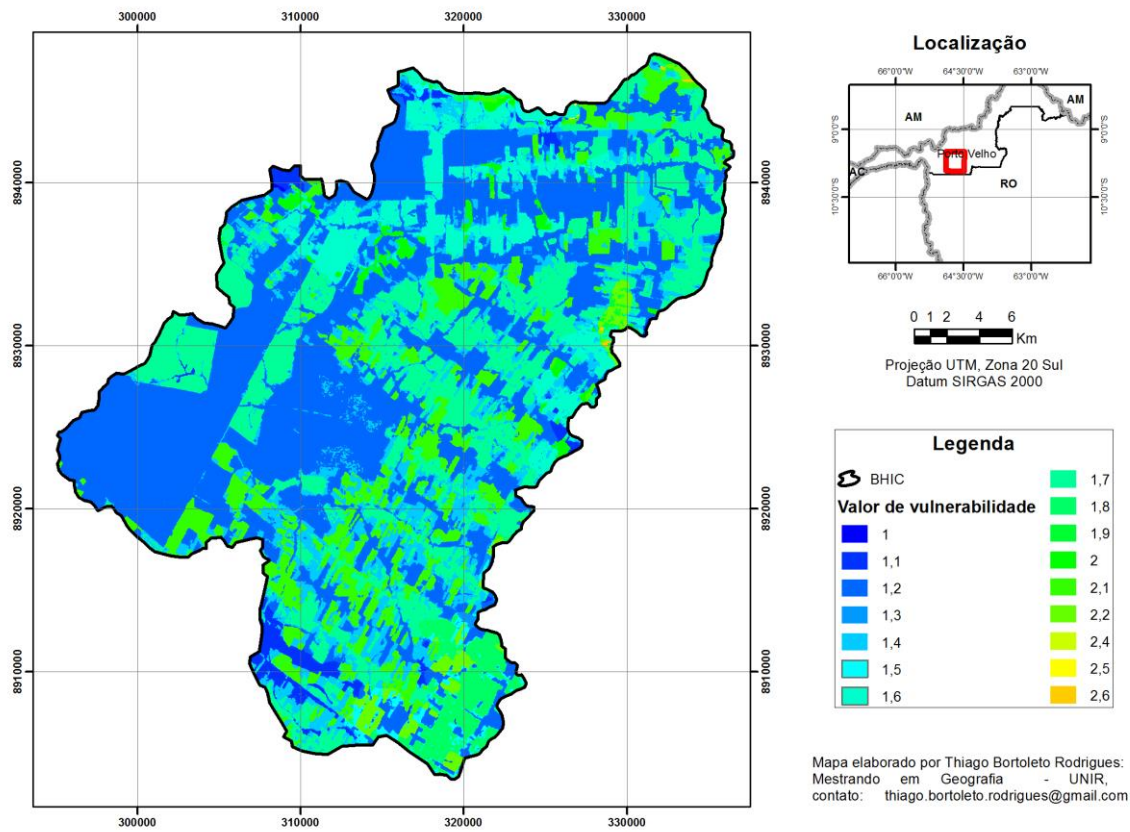 300000 310000 320000 330000
8940000 8940000
8930000 8930000
8920000 8920000
8910000 8910000
300000 310000 320000 330000
Localização
66°0'0"W 64°30'0"W 63°0'0"W
9°0'0"S 9°0'0"S
10°30'0"S 10°30'0"S
AM
AM
Porto Velho
AC
RO
66°0'0"W 64°30'0"W 63°0'0"W
0 1 2 4 6
Km
Projeção UTM, Zona 20 Sul
Datum SIRGAS 2000
Legenda
BHIC
Valor de vulnerabilidade
1
1,1
1,2
1,3
1,4
1,5
1,6
1,7
1,8
1,9
2
2,1
2,2
2,4
2,5
2,6
Mapa elaborado por Thiago Bortoleto Rodrigues:
Mestrando em Geografia - UNIR,
contato: thiago.bortoleto.rodrigues@gmail.com